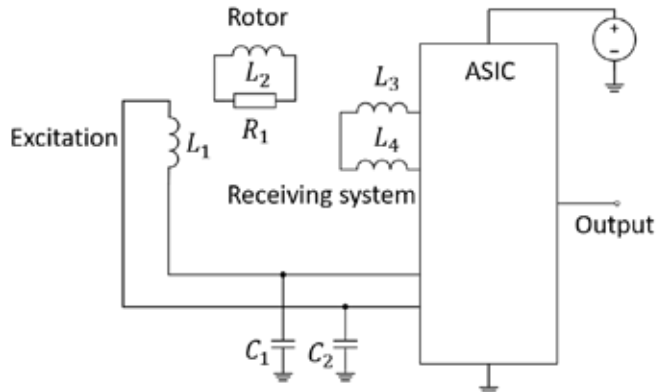 Rotor
L₂
R₁
Excitation
L₁
L₃
L₄
Receiving system
ASIC
+
−
Output
C₁
C₂